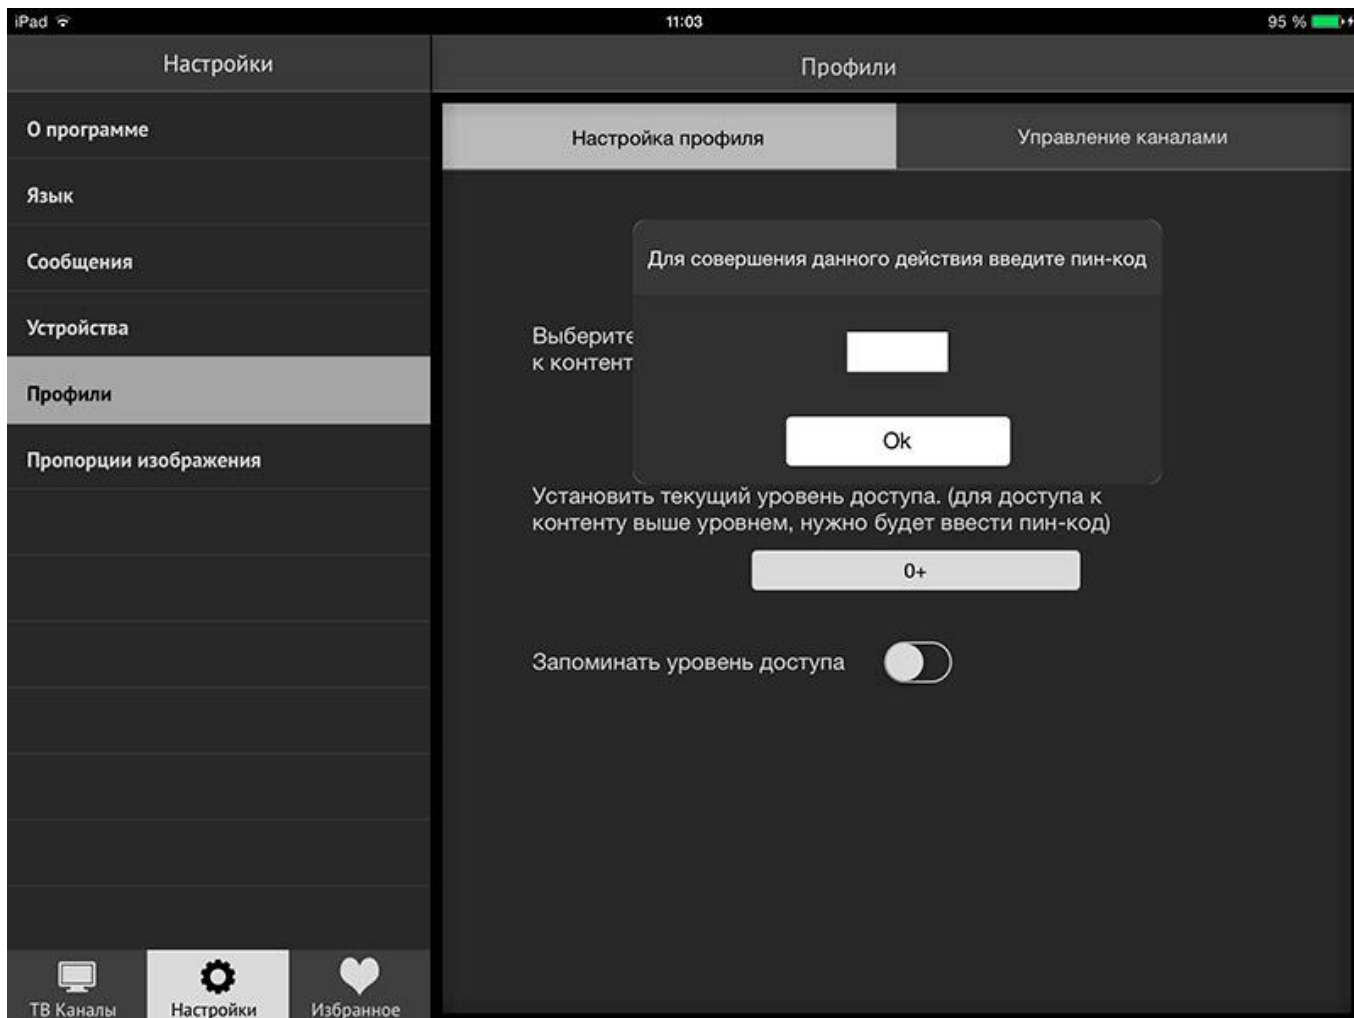 iPad 11:03 95 %
Настройки
О программе
Язык
Сообщения
Устройства
Профили
Пропорции изображения
ТВ Каналы Настройки Избранное
Профили
Настройка профиля Управление каналами
Для совершения данного действия введите пин-код
Выберите
к контент
Ok
Установить текущий уровень доступа. (для доступа к
контенту выше уровнем, нужно будет ввести пин-код)
0+
Запоминать уровень доступа